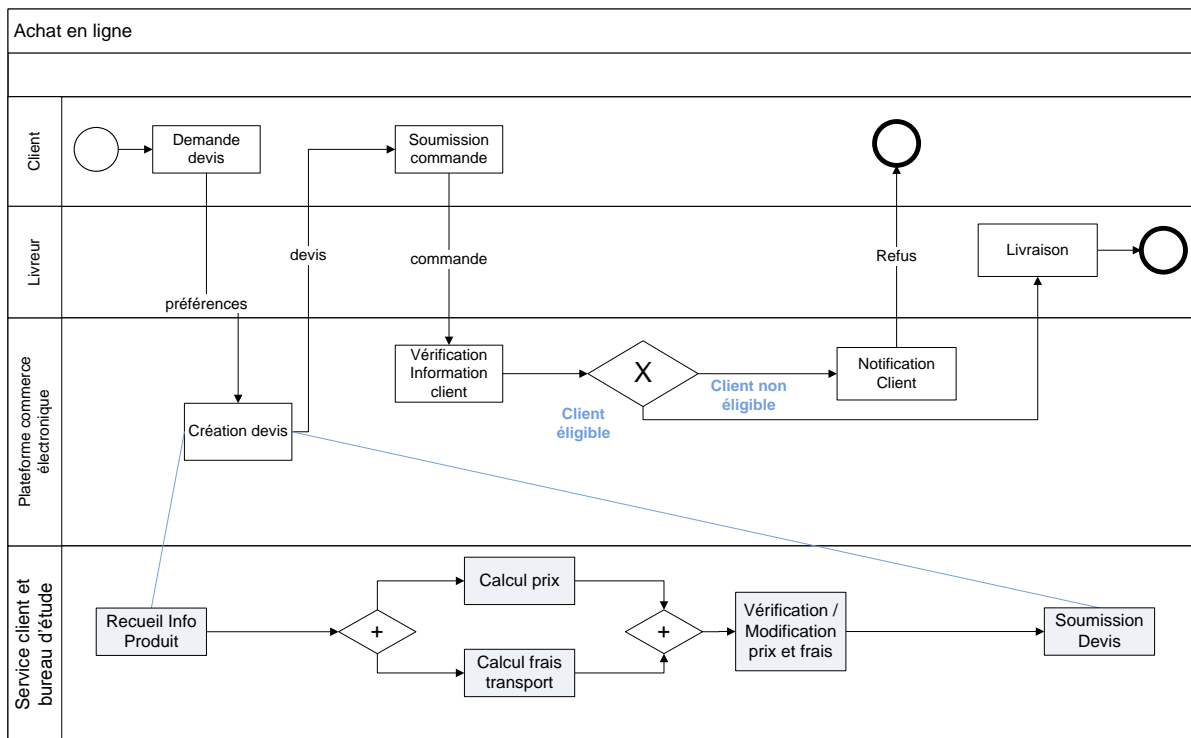 Achat en ligne
Client
Demande
devis
Soumission
commande
Livreur
devis
commande
Refus
Livraison
préférences
Plateforme commerce
électronique
Vérification
Information
client
X
Notification
Client
Client non
éligible
Client
éligible
Création devis
Service client et
bureau d'étude
Recueil Info
Produit
+
Calcul prix
Calcul frais
transport
+
Vérification /
Modification
prix et frais
Soumission
Devis